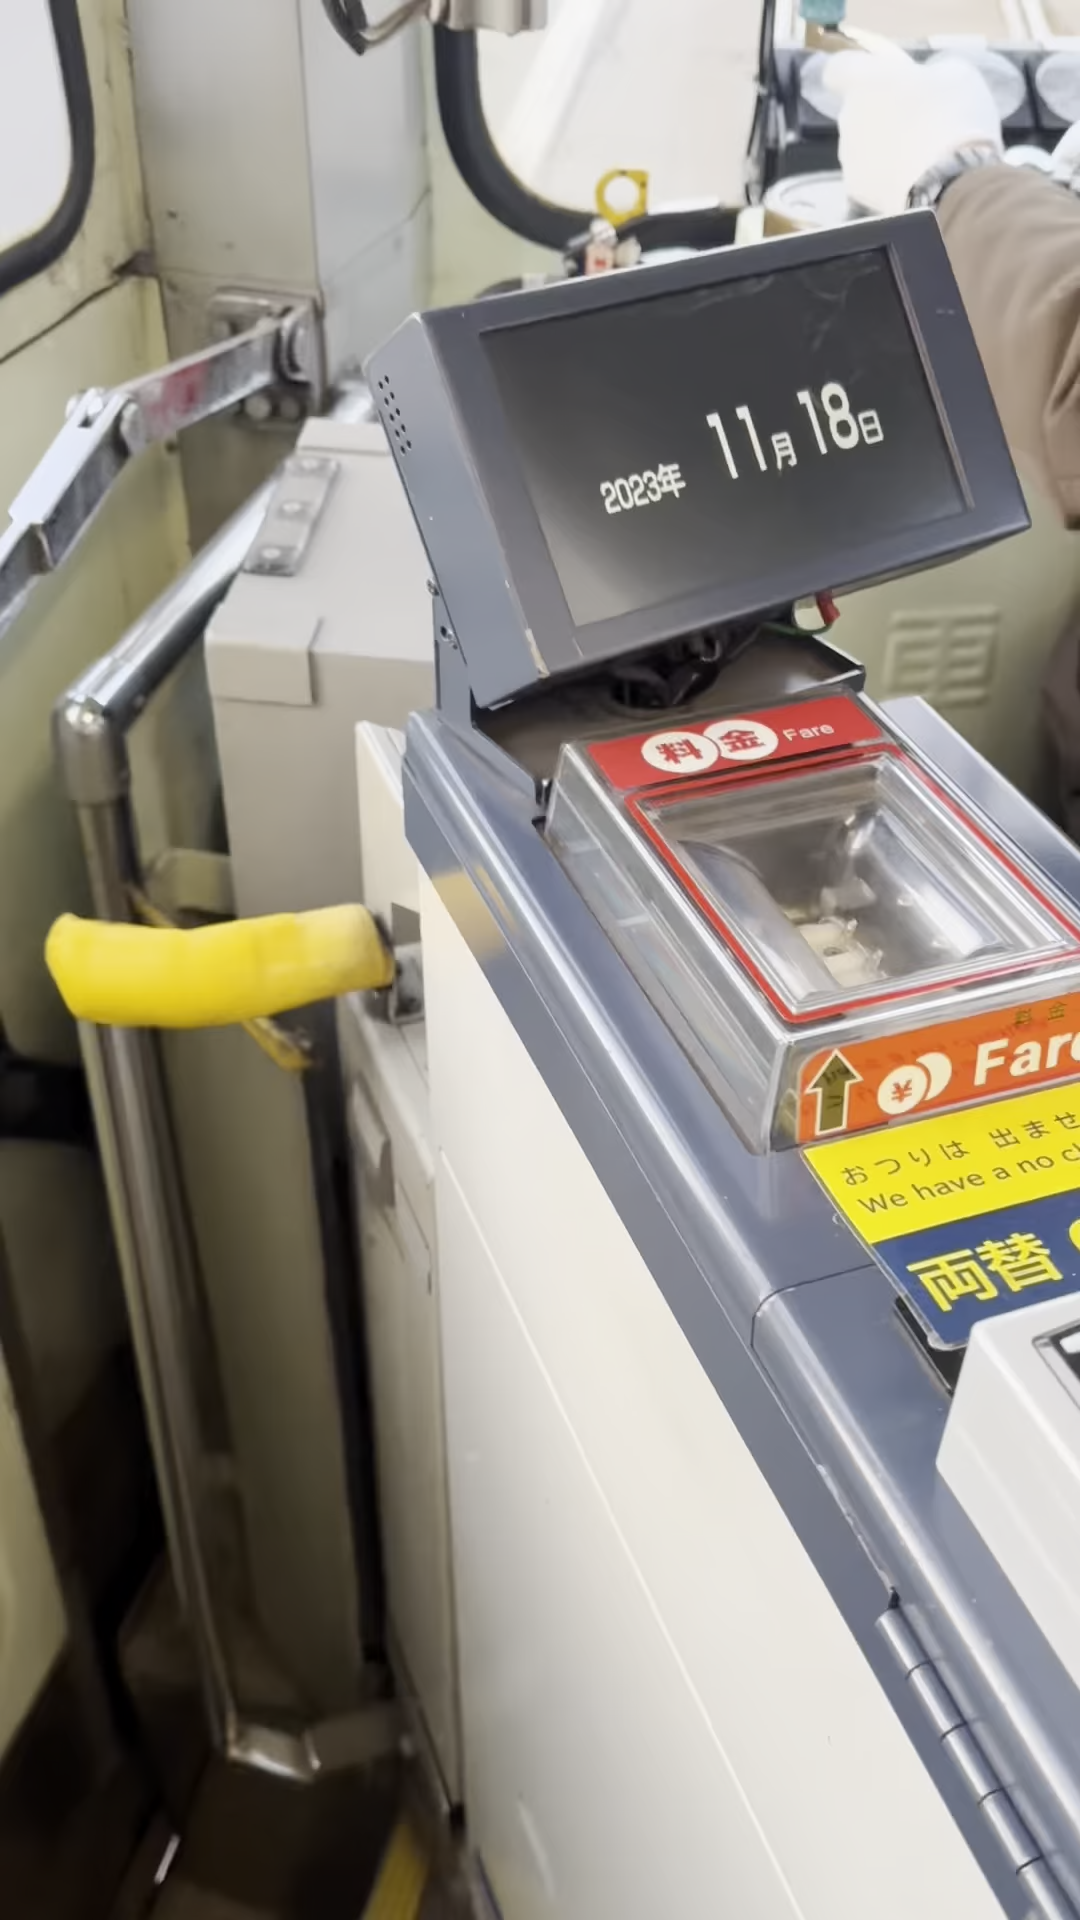 2023年 11月18日
料金 Fare
料金
¥ Fare
おつりは 出ませ
We have a no c
両替